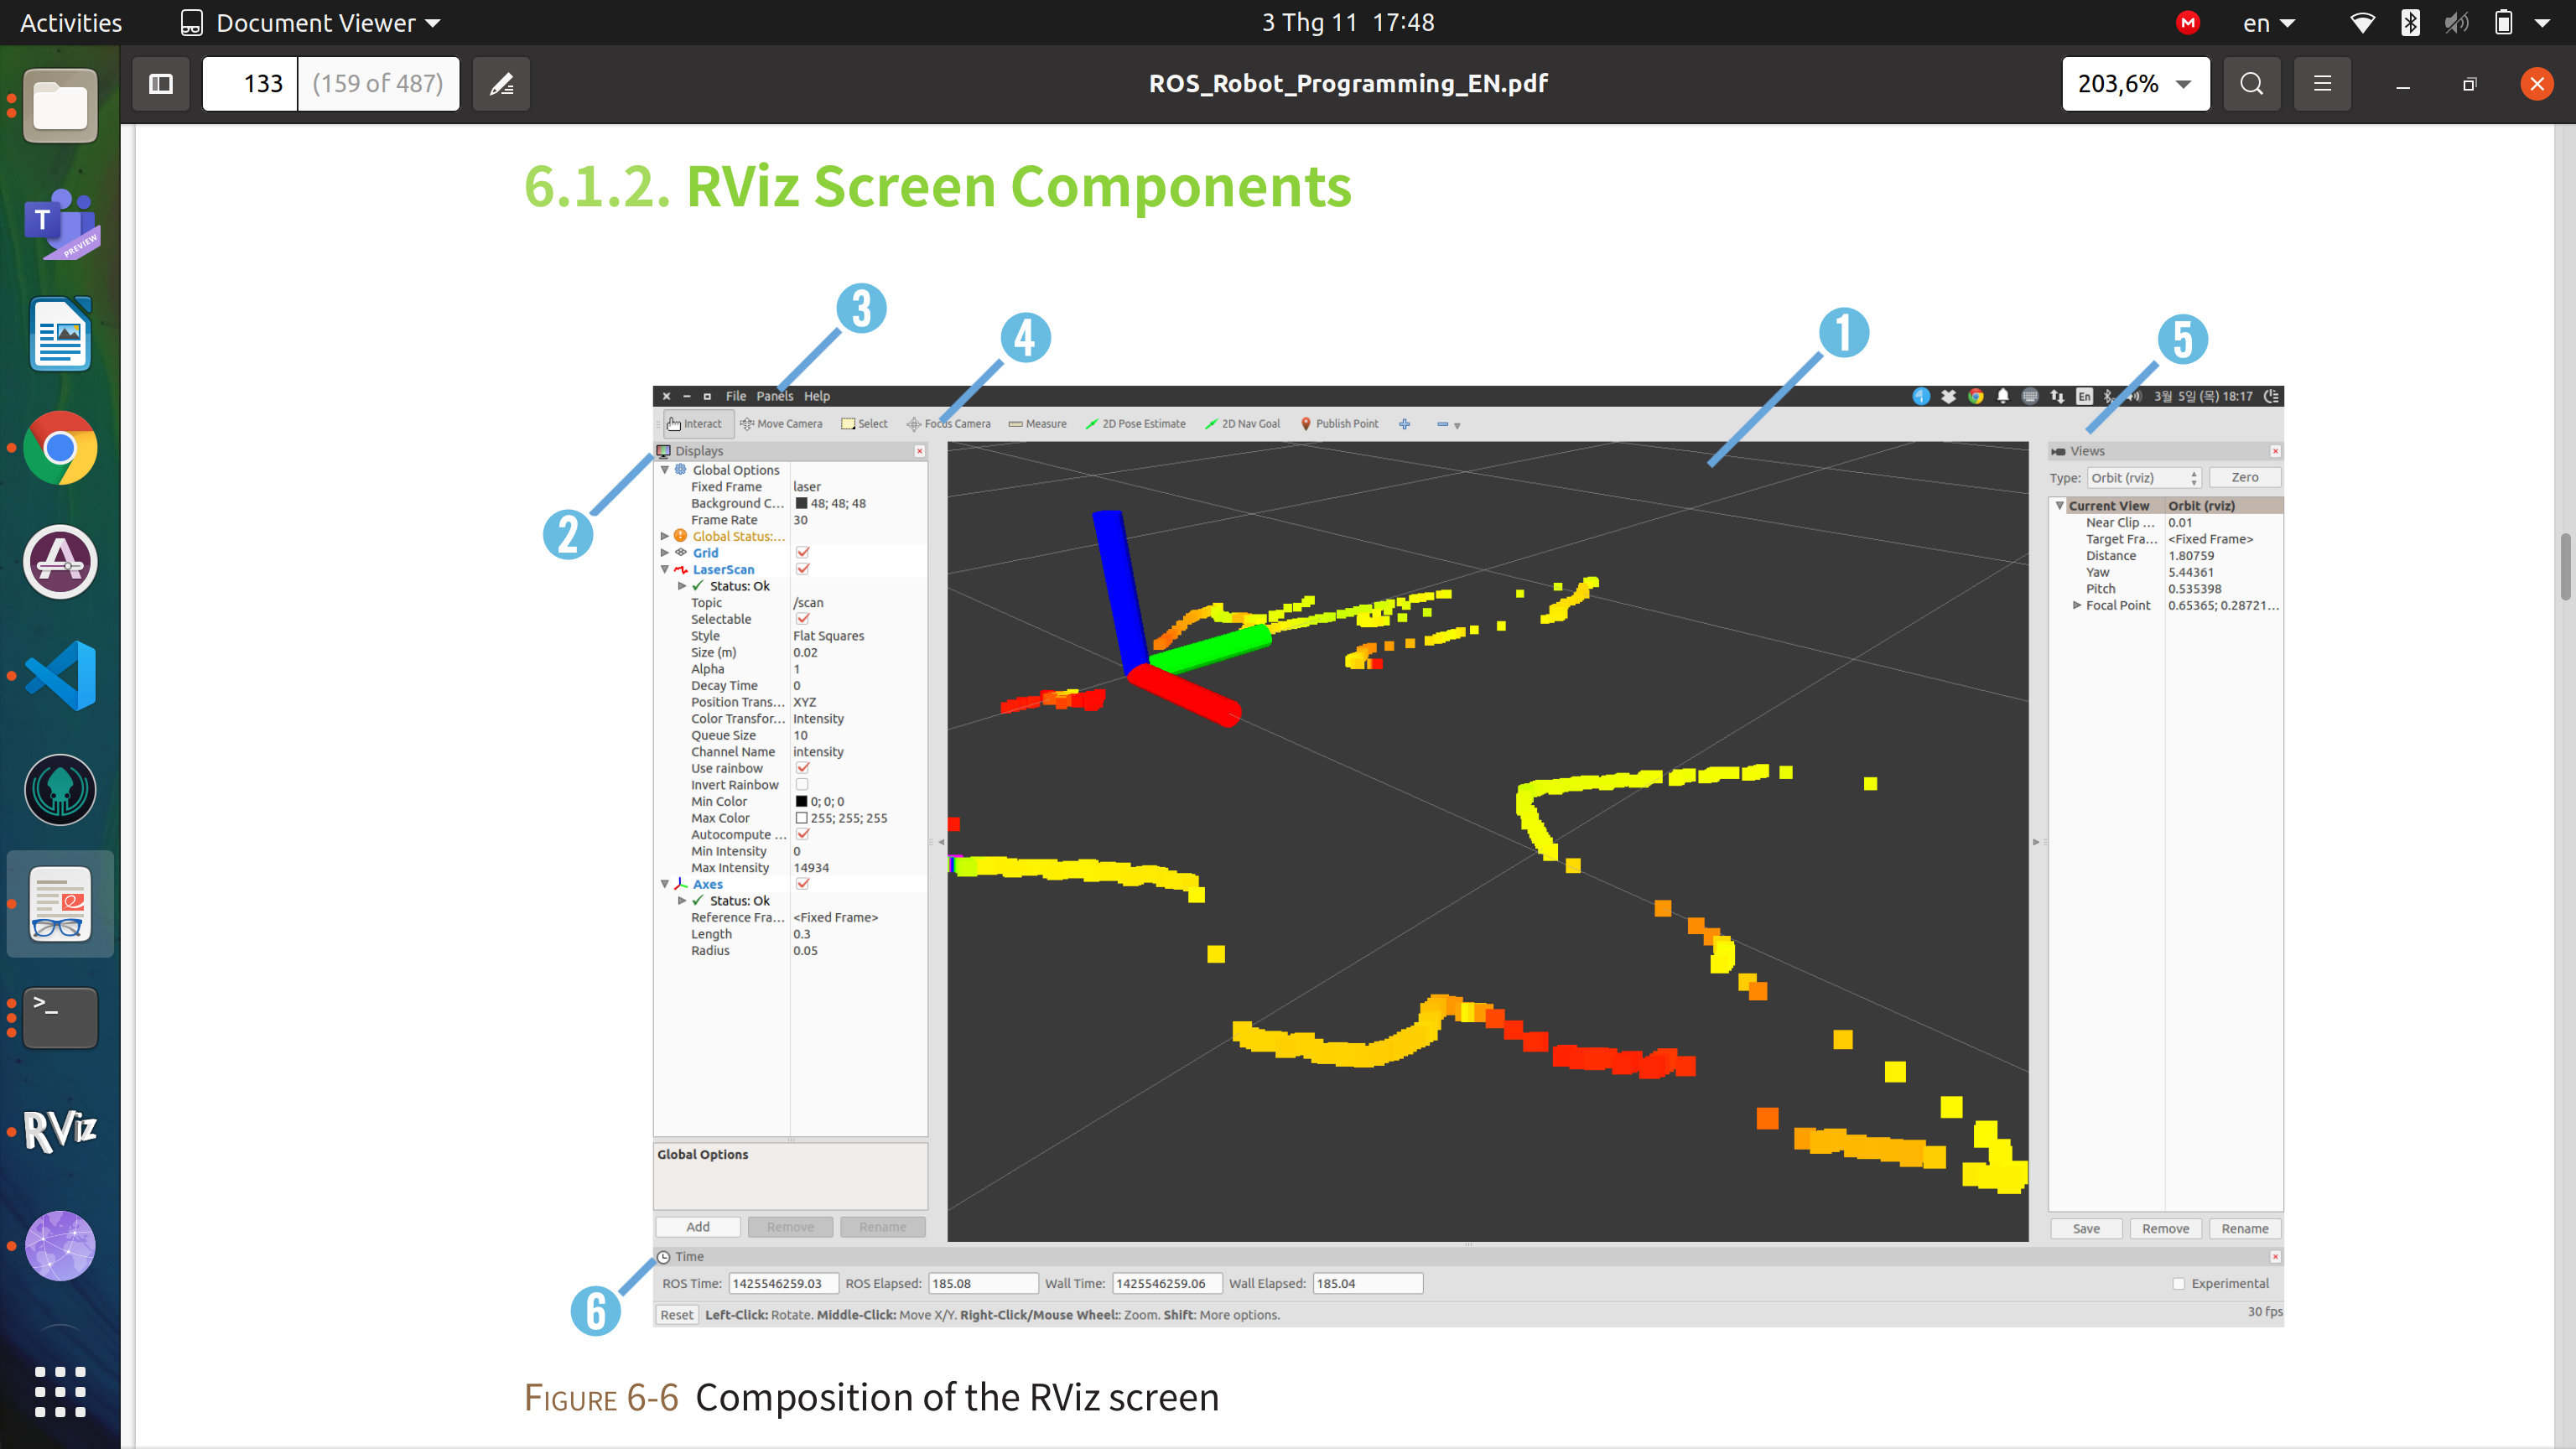 Activities
Document Viewer
3 Thg 11 17:48
M
en
133
(159 of 487)
ROS_Robot_Programming_EN.pdf
203,6%
T
PREVIEW
>_
RViz
6.1.2. RViz Screen Components
3
4
1
5
File Panels Help
En
3월 5일 (목) 18:17
Interact
Move Camera
Select
Focus Camera
Measure
2D Pose Estimate
2D Nav Goal
Publish Point
2
Displays
Global Options
Fixed Frame laser
Background C... 48; 48; 48
Frame Rate 30
Global Status:...
Grid
LaserScan
Status: Ok
Topic /scan
Selectable
Style Flat Squares
Size (m) 0.02
Alpha 1
Decay Time 0
Position Trans... XYZ
Color Transfor... Intensity
Queue Size 10
Channel Name intensity
Use rainbow
Invert Rainbow
Min Color 0; 0; 0
Max Color 255; 255; 255
Autocompute ...
Min Intensity 0
Max Intensity 14934
Axes
Status: Ok
Reference Fra... <Fixed Frame>
Length 0.3
Radius 0.05
Global Options
Add Remove Rename
Views
Type: Orbit (rviz) Zero
Current View Orbit (rviz)
Near Clip ... 0.01
Target Fra... <Fixed Frame>
Distance 1.80759
Yaw 5.44361
Pitch 0.535398
Focal Point 0.65365; 0.28721...
Save Remove Rename
6
Time
ROS Time: 1425546259.03 ROS Elapsed: 185.08 Wall Time: 1425546259.06 Wall Elapsed: 185.04 Experimental
Reset Left-Click: Rotate. Middle-Click: Move X/Y. Right-Click/Mouse Wheel:: Zoom. Shift: More options. 30 fps
FIGURE 6-6 Composition of the RViz screen